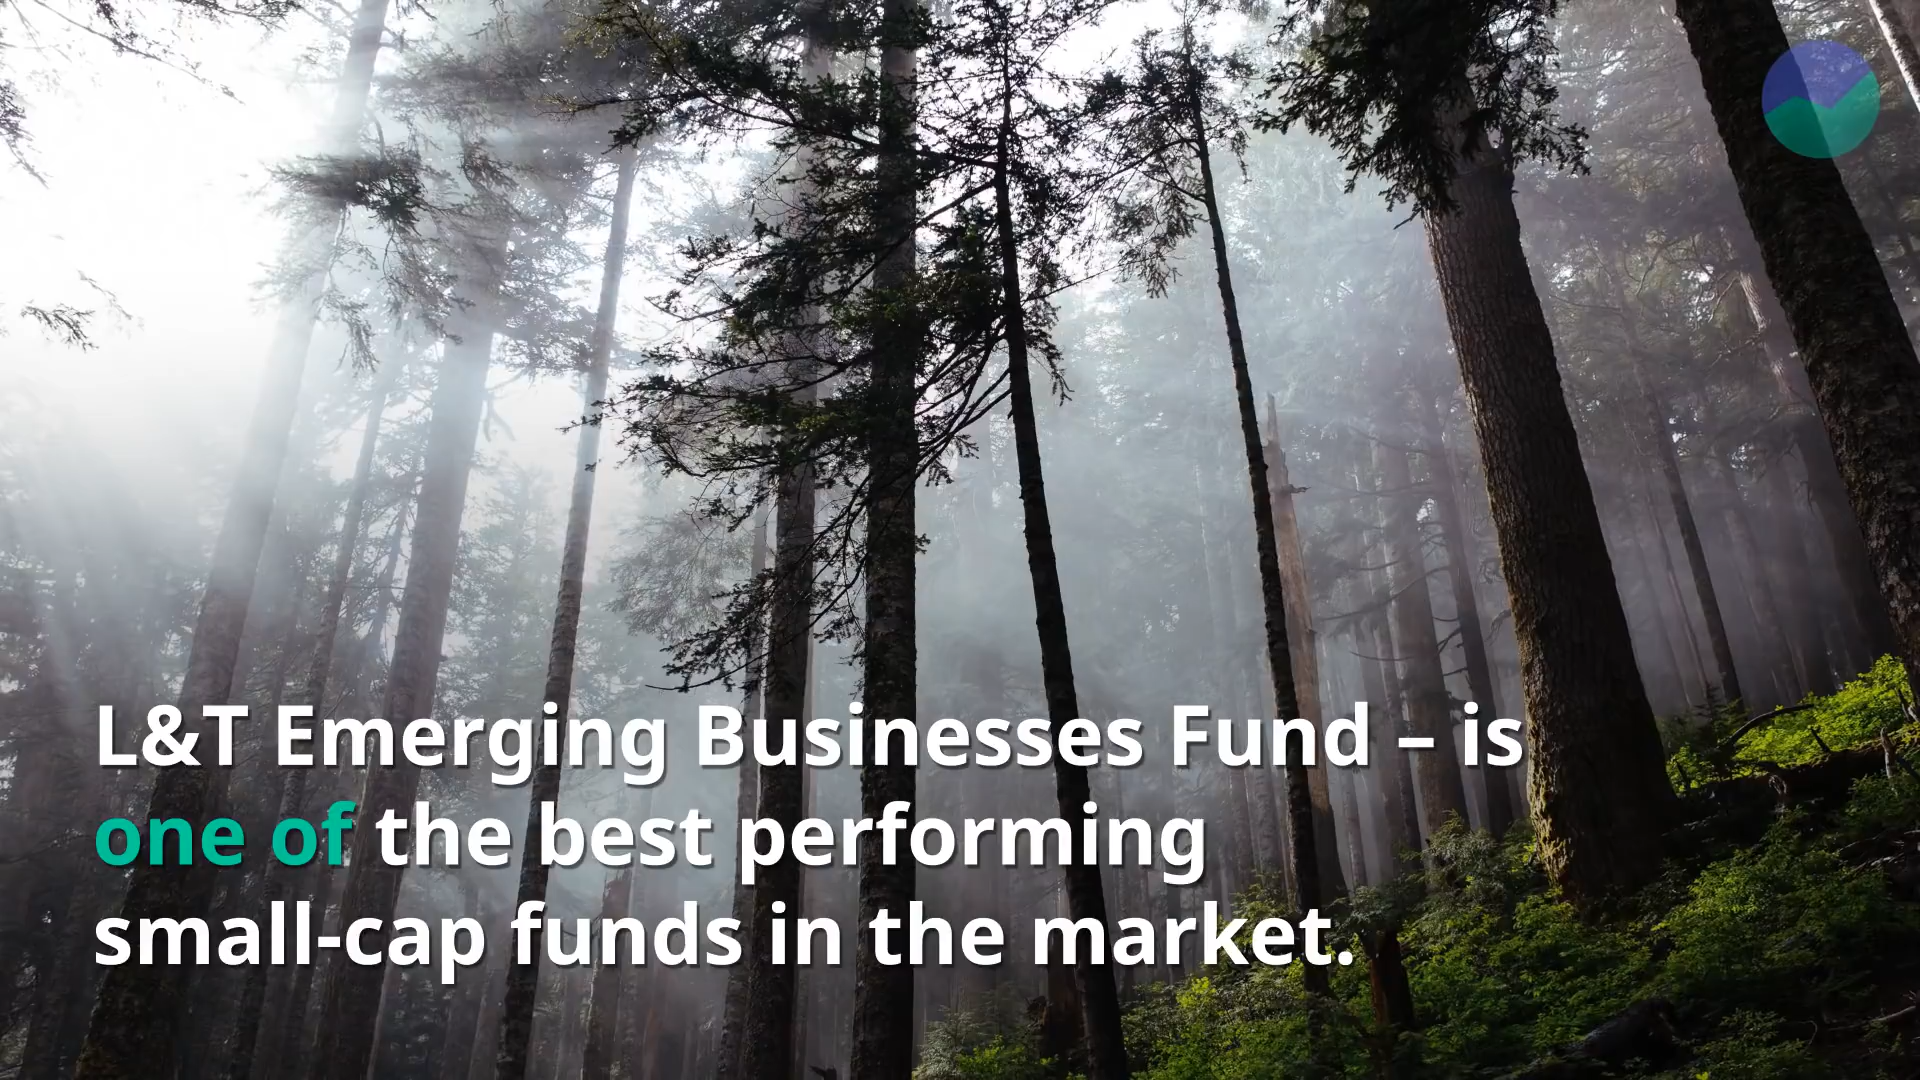 L&T Emerging Businesses Fund – is
one of the best performing
small-cap funds in the market.